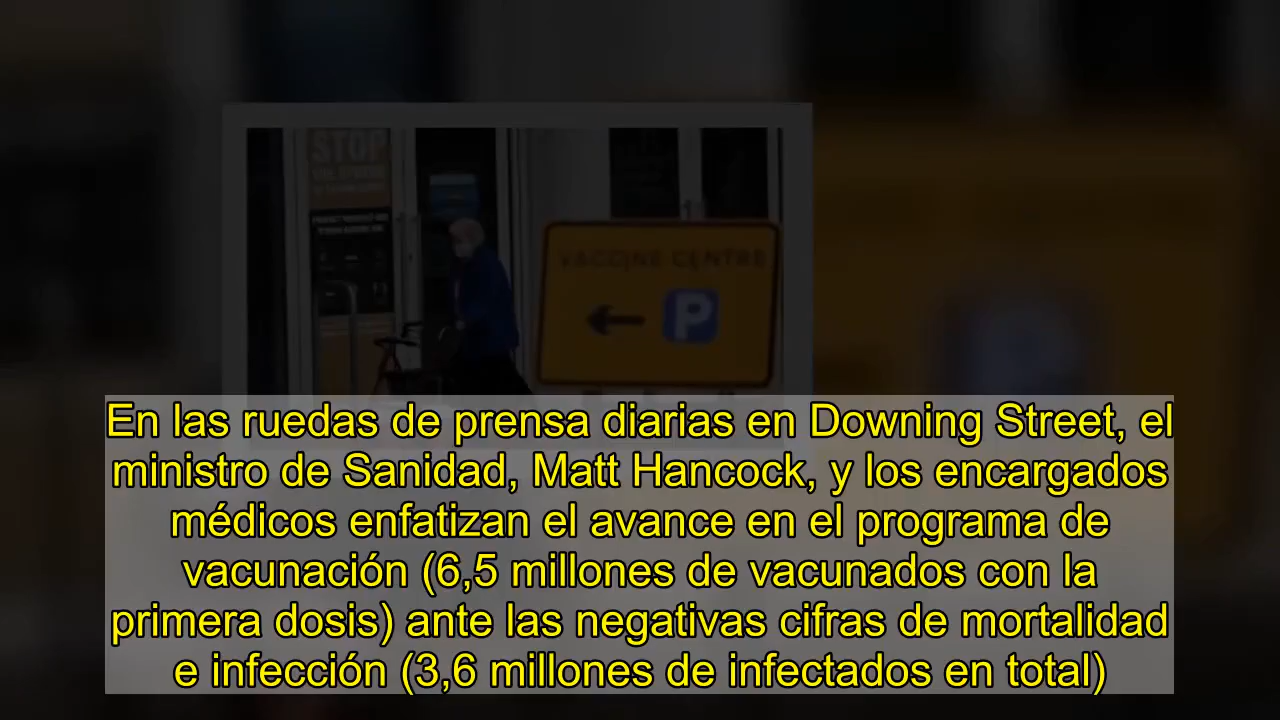 STOP
VACCINE CENTRE
P
En las ruedas de prensa diarias en Downing Street, el
ministro de Sanidad, Matt Hancock, y los encargados
médicos enfatizan el avance en el programa de
vacunación (6,5 millones de vacunados con la
primera dosis) ante las negativas cifras de mortalidad
e infección (3,6 millones de infectados en total)